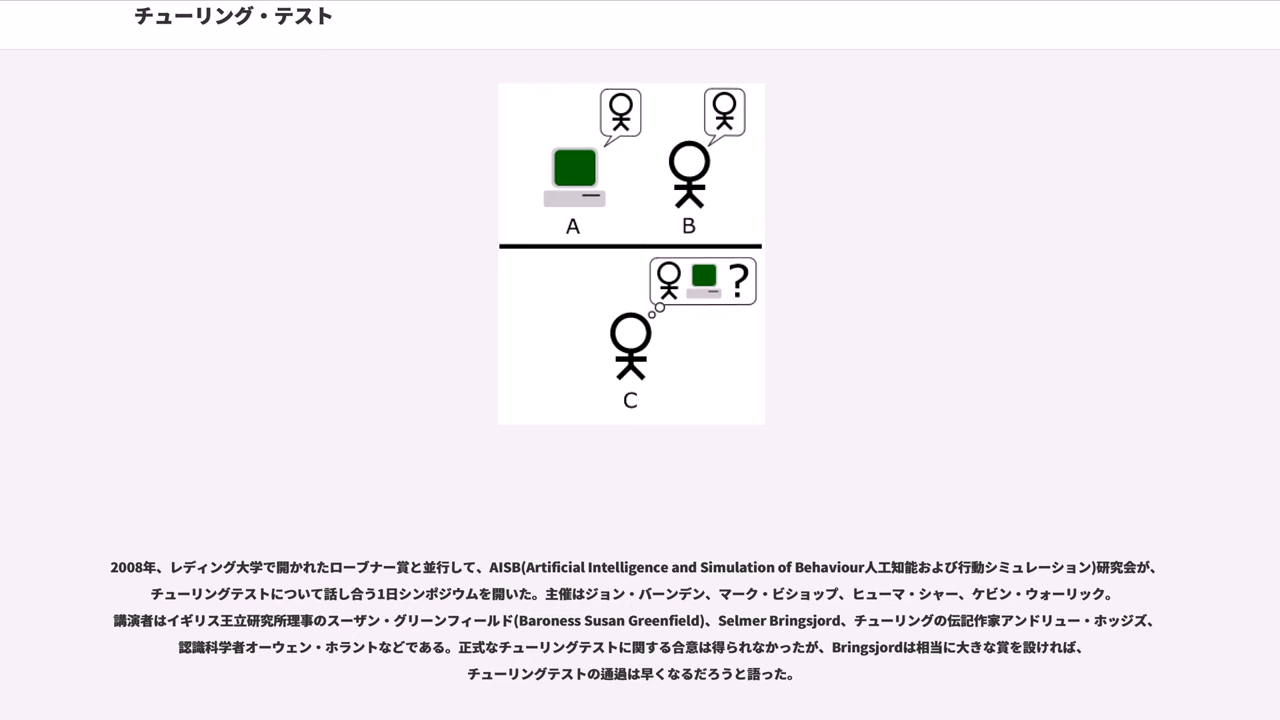 チューリング・テスト
A
B
?
C
2008年、レディング大学で開かれたローブナー賞と並行して、AISB(Artificial Intelligence and Simulation of Behaviour人工知能および行動シミュレーション)研究会が、
チューリングテストについて話し合う1日シンポジウムを開いた。主催はジョン・バーンデン、マーク・ビショップ、ヒューマ・シャー、ケビン・ウォーリック。
講演者はイギリス王立研究所理事のスーザン・グリーンフィールド(Baroness Susan Greenfield)、Selmer Bringsjord、チューリングの伝記作家アンドリュー・ホッジズ、
認識科学者オーウェン・ホラントなどである。正式なチューリングテストに関する合意は得られなかったが、Bringsjordは相当に大きな賞を設ければ、
チューリングテストの通過は早くなるだろうと語った。